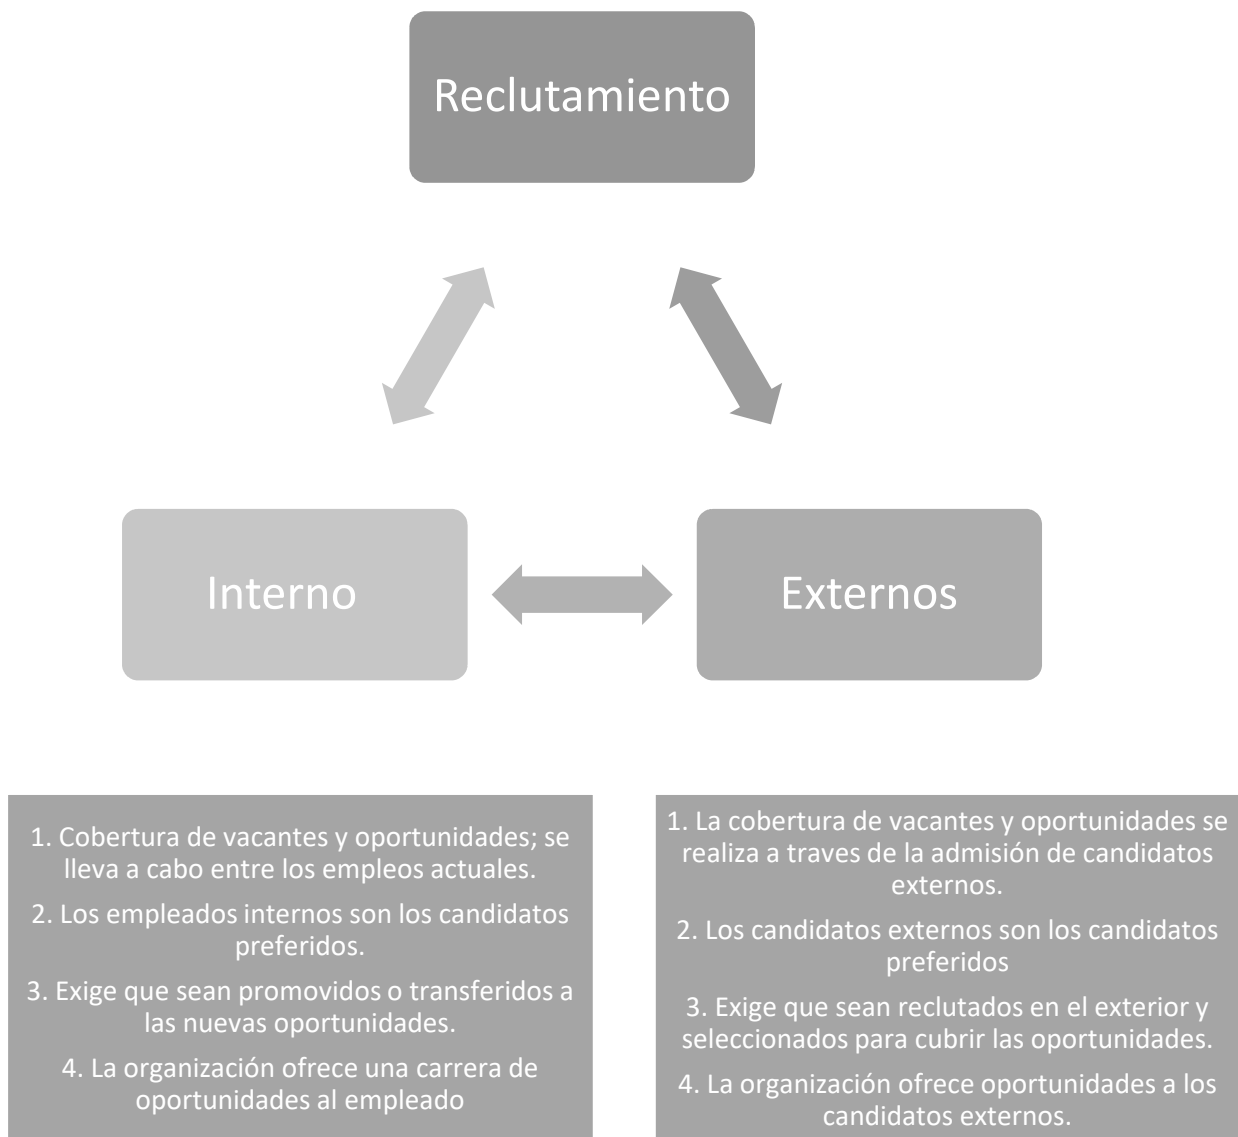 Reclutamiento
Interno
Externos
1. Cobertura de vacantes y oportunidades; se
lleva a cabo entre los empleos actuales.
2. Los empleados internos son los candidatos
preferidos.
3. Exige que sean promovidos o transferidos a
las nuevas oportunidades.
4. La organización ofrece una carrera de
oportunidades al empleado
1. La cobertura de vacantes y oportunidades se
realiza a traves de la admisión de candidatos
externos.
2. Los candidatos externos son los candidatos
preferidos
3. Exige que sean reclutados en el exterior y
seleccionados para cubrir las oportunidades.
4. La organización ofrece oportunidades a los
candidatos externos.